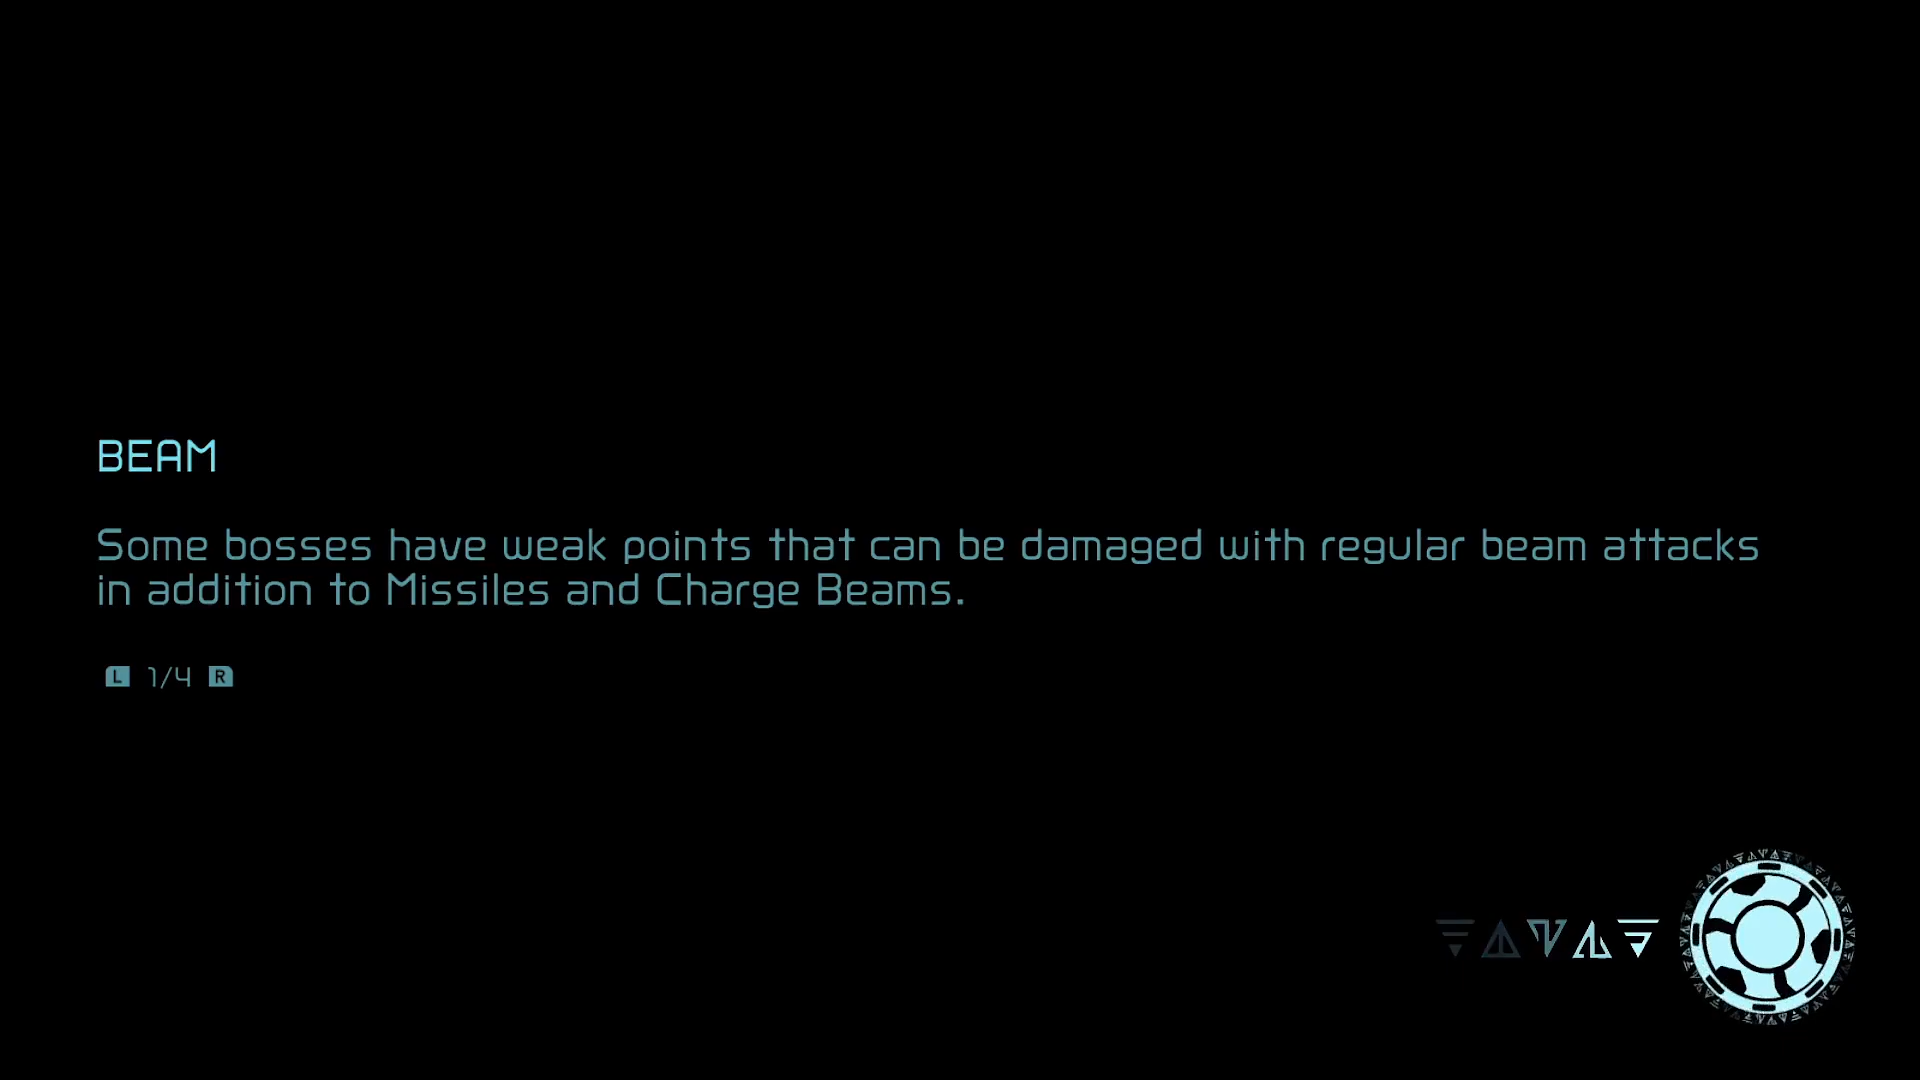 BEAM
Some bosses have weak points that can be damaged with regular beam attacks
in addition to Missiles and Charge Beams.
L 1/4 R